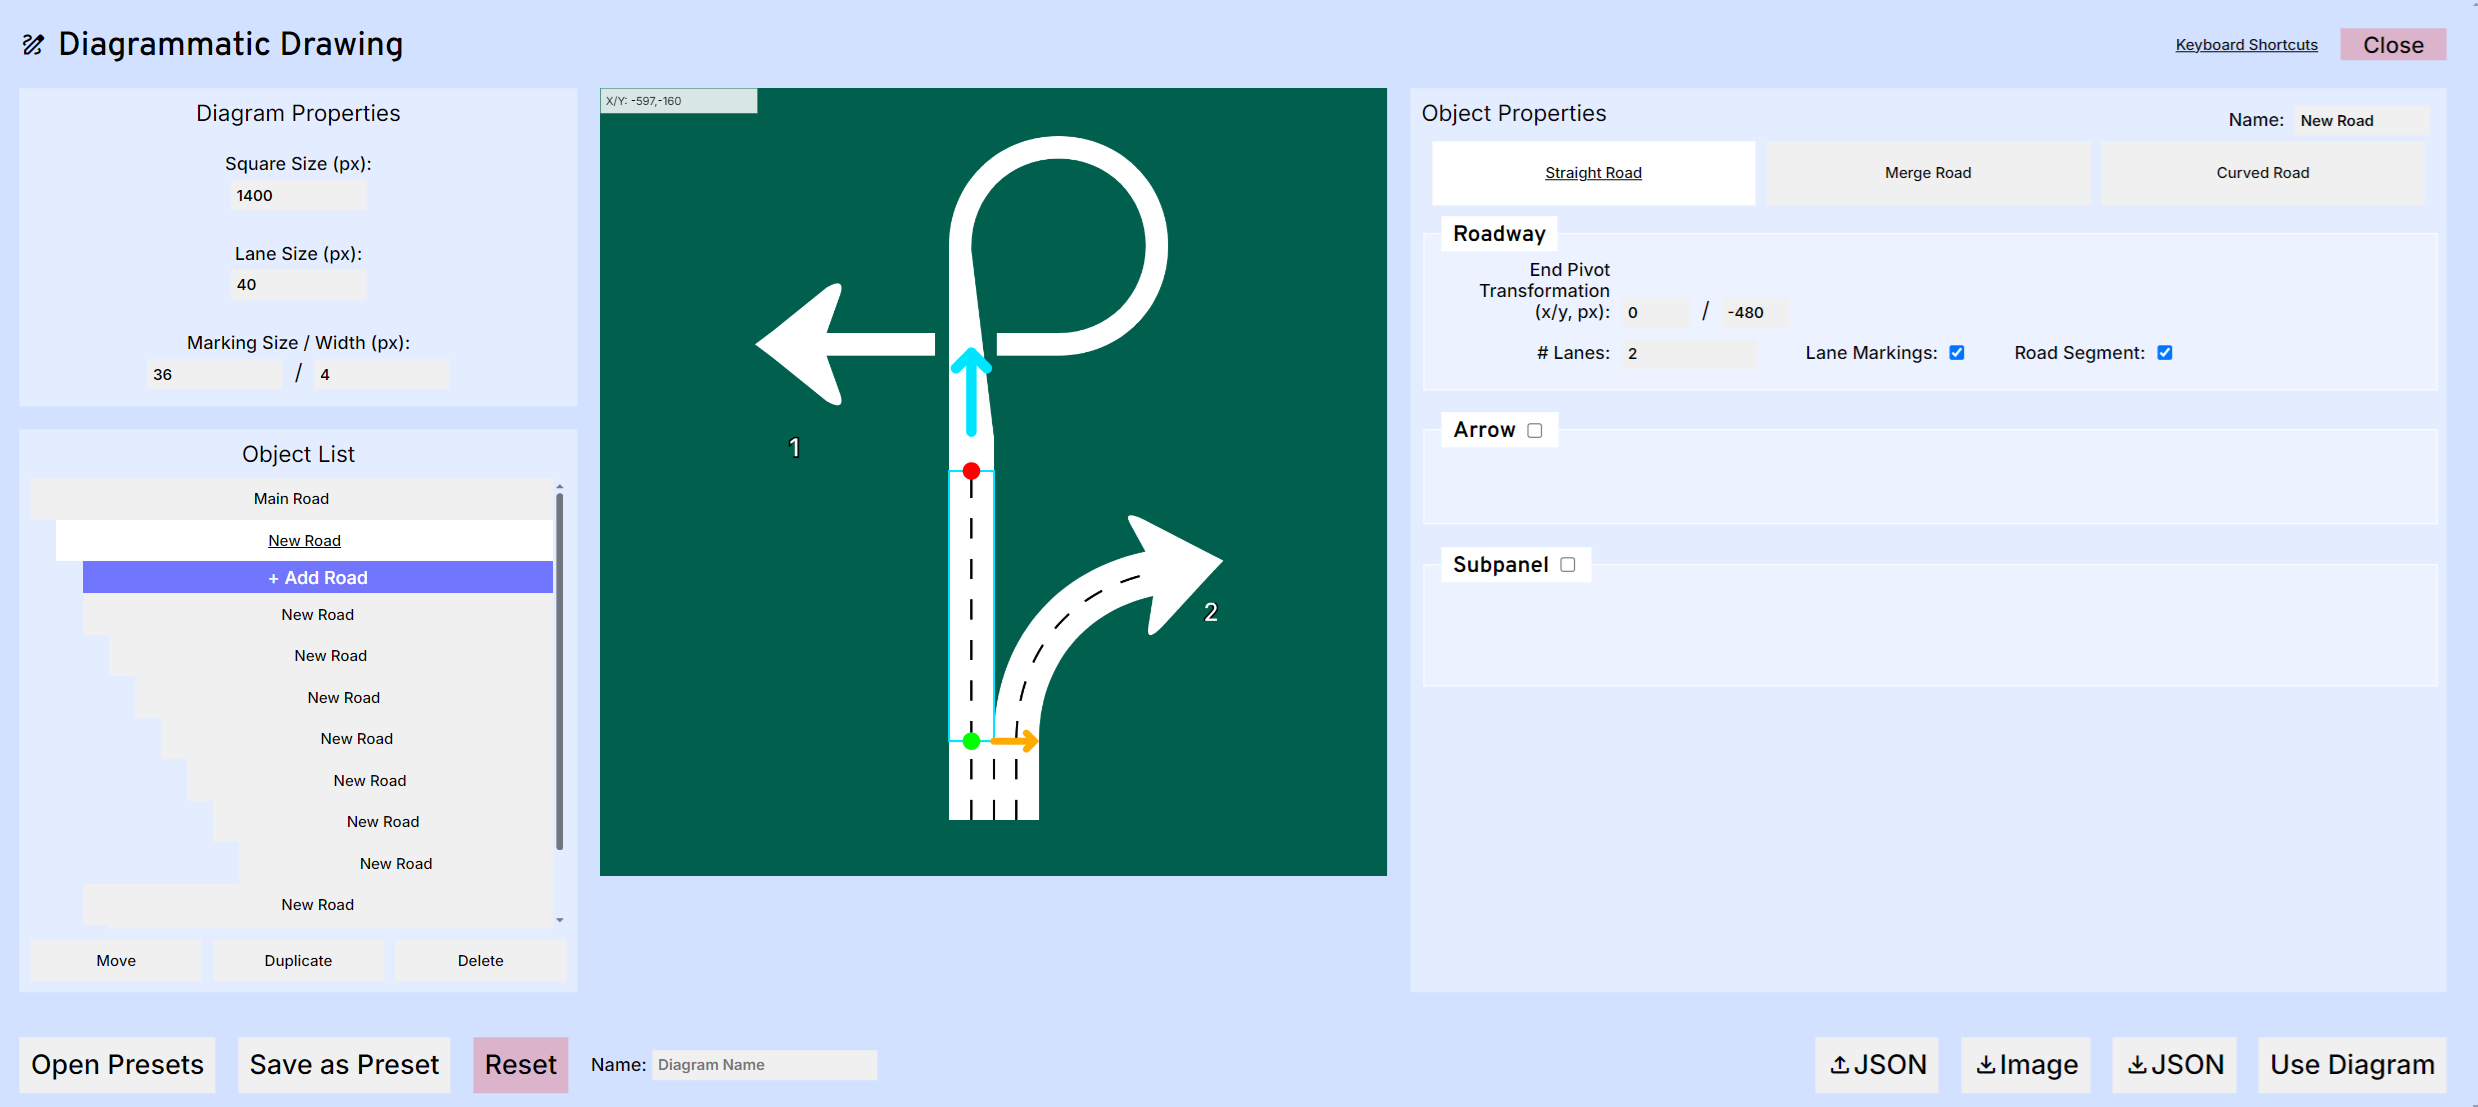 Diagrammatic Drawing
Keyboard Shortcuts
Close
Diagram Properties
Square Size (px):
1400
Lane Size (px):
40
Marking Size / Width (px):
36 / 4
Object List
Main Road
New Road
+ Add Road
New Road
New Road
New Road
New Road
New Road
New Road
New Road
New Road
Move
Duplicate
Delete
X/Y: -597,-160
1
2
Object Properties
Name: New Road
Straight Road
Merge Road
Curved Road
Roadway
End Pivot
Transformation
(x/y, px): 0 / -480
# Lanes: 2 Lane Markings: Road Segment:
Arrow
Subpanel
Open Presets
Save as Preset
Reset
Name: Diagram Name
JSON
Image
JSON
Use Diagram